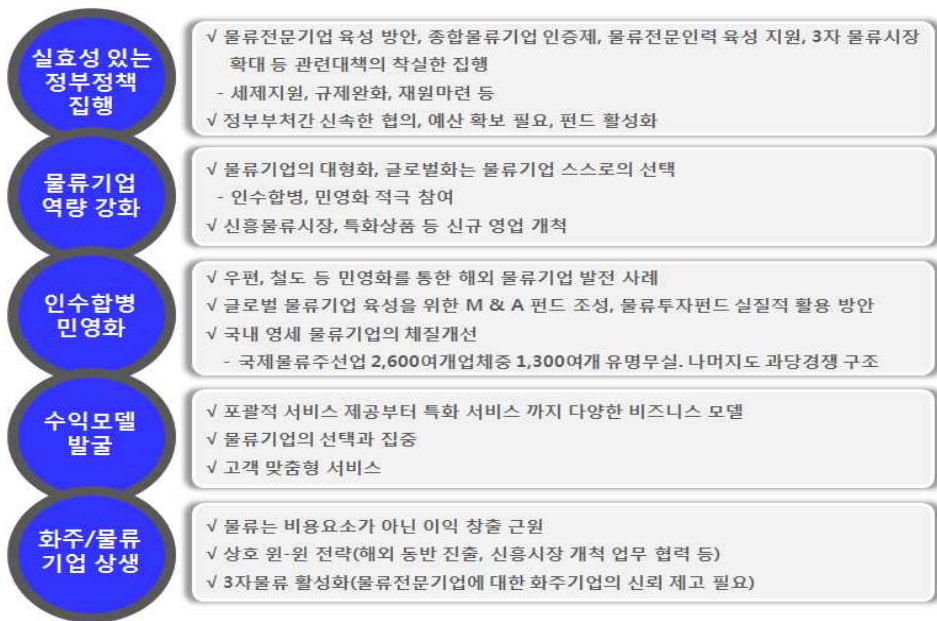 실효성 있는
정부정책
집행
√ 물류전문기업 육성 방안, 종합물류기업 인증제, 물류전문인력 육성 지원, 3자 물류시장
확대 등 관련대책의 착실한 집행
- 세제지원, 규제완화, 재원마련 등
√ 정부부처간 신속한 협의, 예산 확보 필요, 펀드 활성화
물류기업
역량 강화
√ 물류기업의 대형화, 글로벌화는 물류기업 스스로의 선택
- 인수합병, 민영화 적극 참여
√ 신흥물류시장, 특화상품 등 신규 영업 개척
인수합병
민영화
√ 우편, 철도 등 민영화를 통한 해외 물류기업 발전 사례
√ 글로벌 물류기업 육성을 위한 M & A 펀드 조성, 물류투자펀드 실질적 활용 방안
√ 국내 영세 물류기업의 체질개선
- 국제물류주선업 2,600여개업체중 1,300여개 유명무실. 나머지도 과당경쟁 구조
수익모델
발굴
√ 포괄적 서비스 제공부터 특화 서비스 까지 다양한 비즈니스 모델
√ 물류기업의 선택과 집중
√ 고객 맞춤형 서비스
화주/물류
기업 상생
√ 물류는 비용요소가 아닌 이익 창출 근원
√ 상호 윈-윈 전략(해외 동반 진출, 신흥시장 개척 업무 협력 등)
√ 3자물류 활성화(물류전문기업에 대한 화주기업의 신뢰 제고 필요)